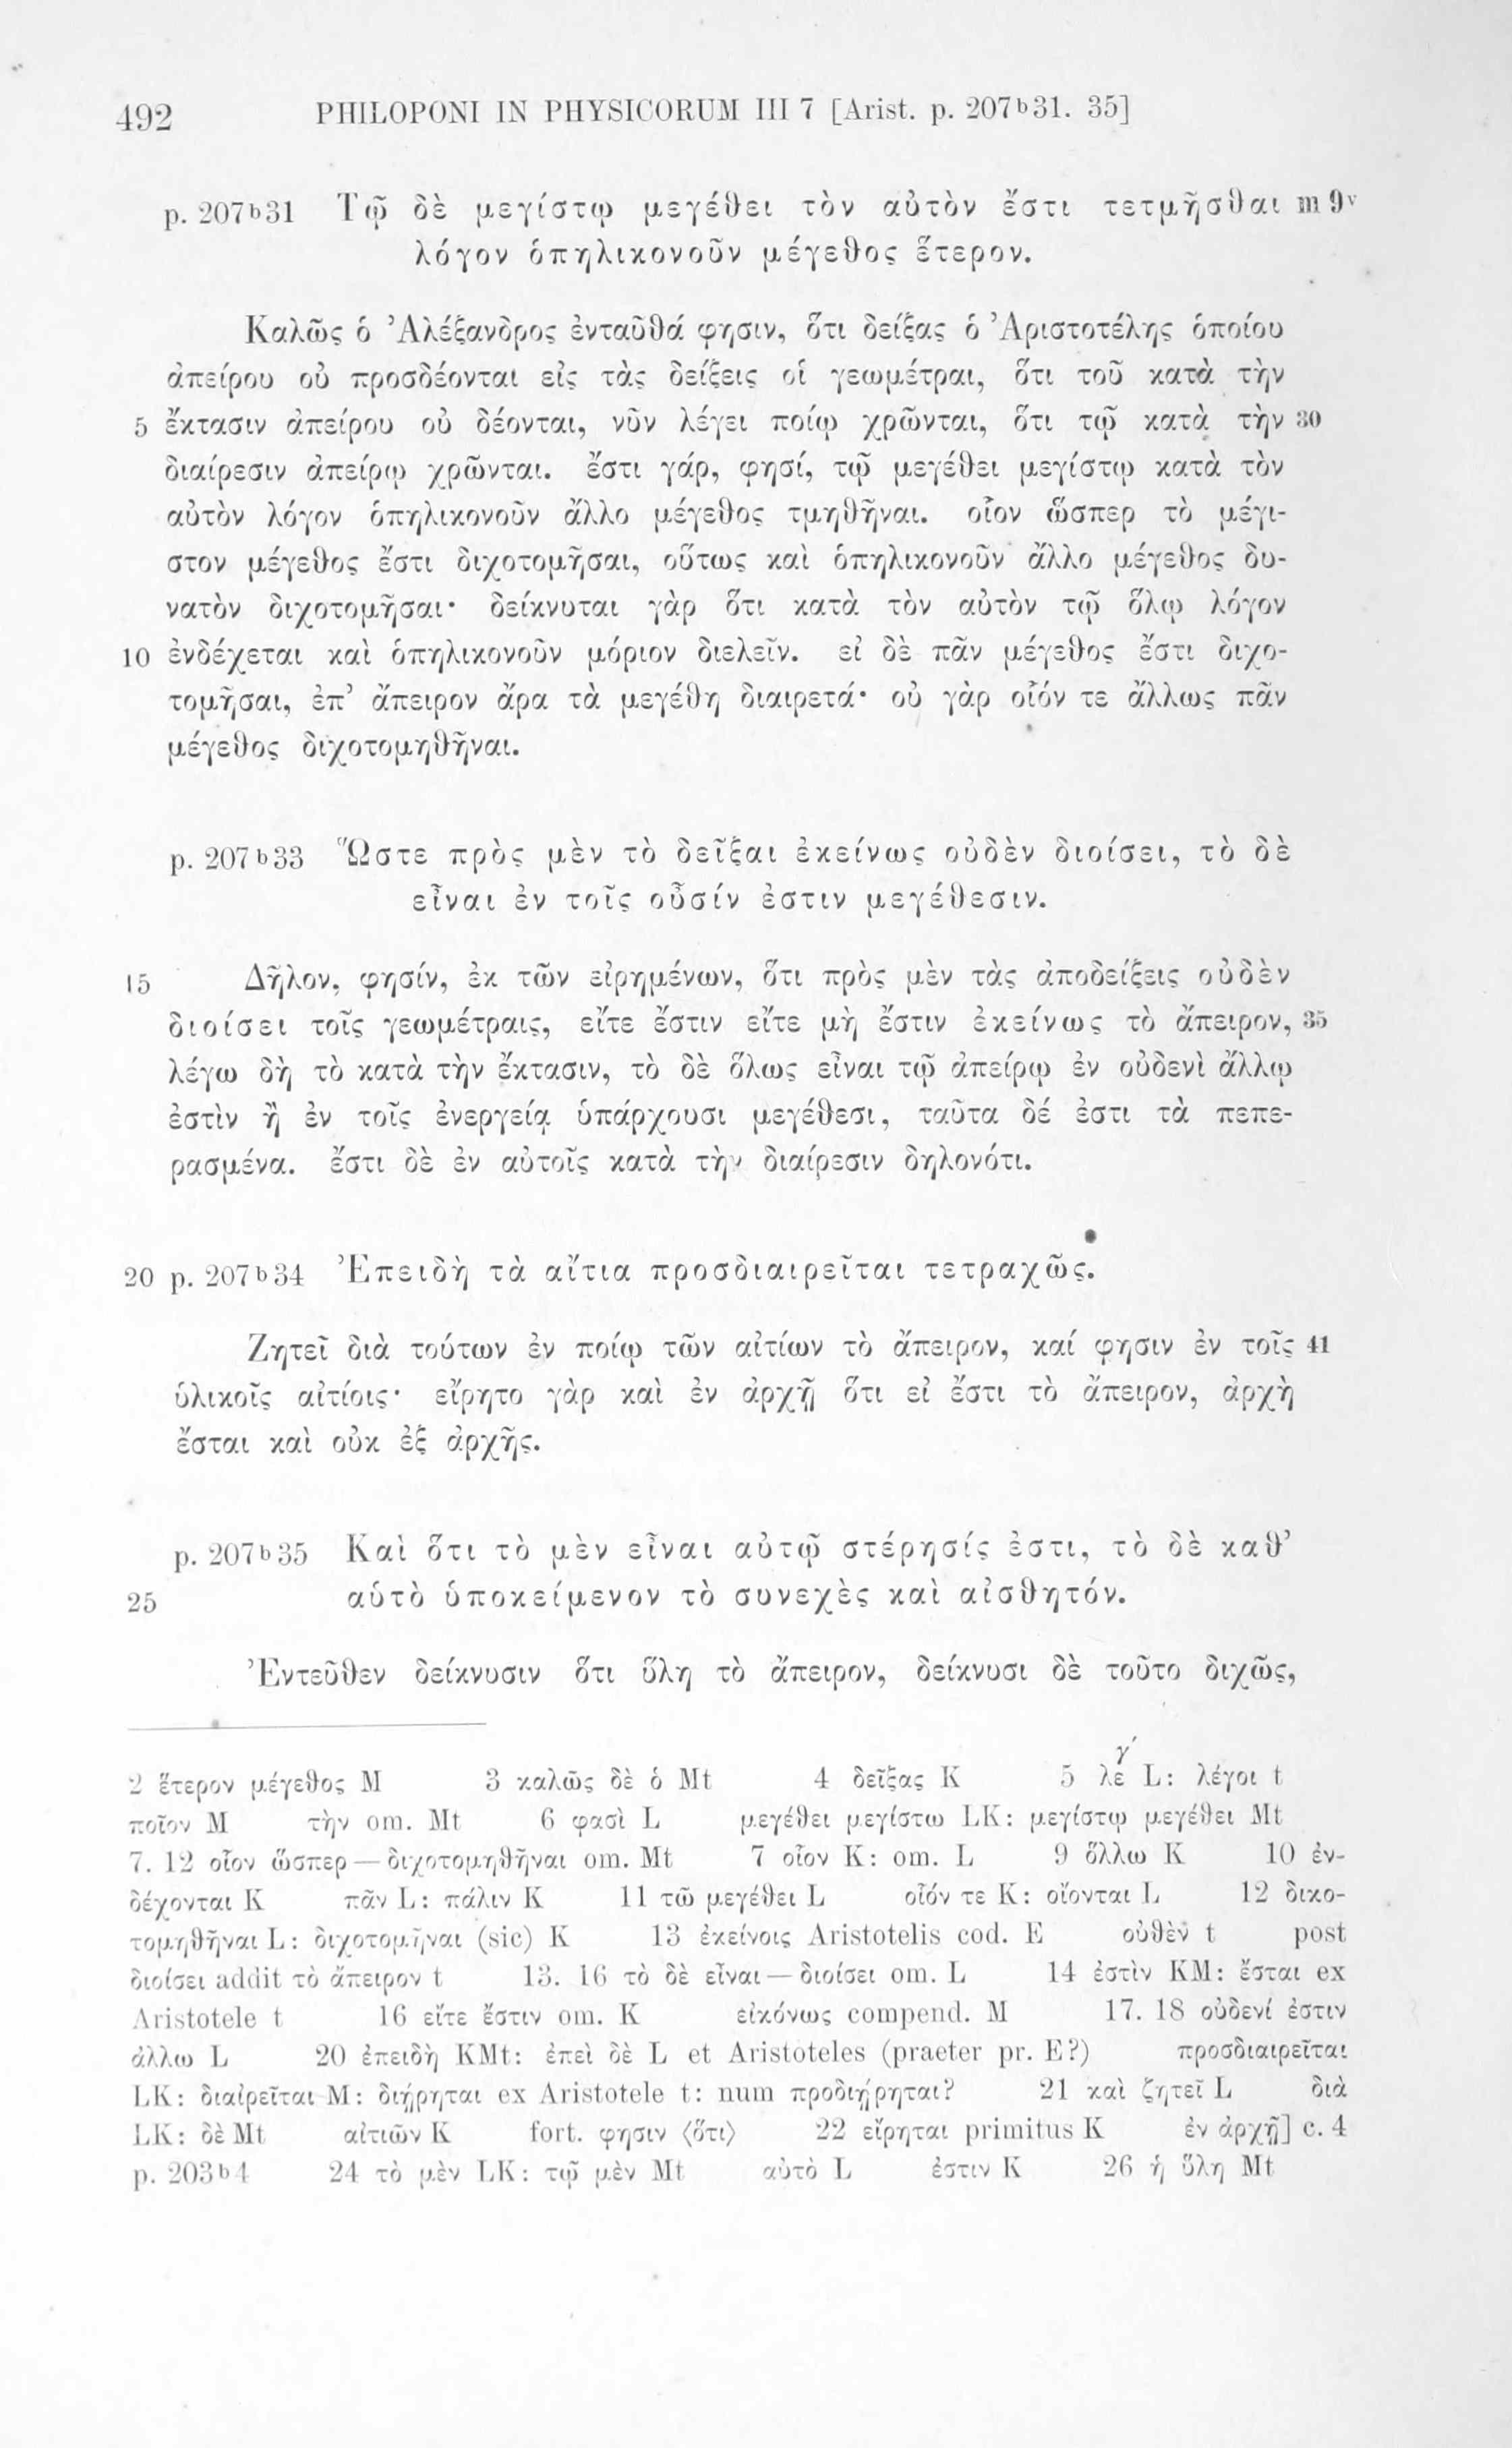 492 PHILOPONI IN PHYSICORUM III 7 [Arist. p. 207b31. 35]
p. 207b31 Τῷ δὲ μεγίστῳ μεγέθει τὸν αὐτὸν ἔστι τετμῆσθαι m 9v
λόγον ὁπηλικονοῦν μέγεθος ἕτερον.
Καλῶς ὁ Ἀλέξανδρος ἐνταῦθά φησιν, ὅτι δείξας ὁ Ἀριστοτέλης ὁποίου
ἀπείρου οὐ προσδέονται εἰς τὰς δείξεις οἱ γεωμέτραι, ὅτι τοῦ κατὰ τὴν
5 ἔκτασιν ἀπείρου οὐ δέονται, νῦν λέγει ποίῳ χρῶνται, ὅτι τῷ κατὰ τὴν 30
διαίρεσιν ἀπείρῳ χρῶνται. ἔστι γάρ, φησί, τῷ μεγέθει μεγίστῳ κατὰ τὸν
αὐτὸν λόγον ὁπηλικονοῦν ἄλλο μέγεθος τμηθῆναι. οἷον ὥσπερ τὸ μέγι-
στον μέγεθος ἔστι διχοτομῆσαι, οὕτως καὶ ὁπηλικονοῦν ἄλλο μέγεθος δυ-
νατὸν διχοτομῆσαι· δείκνυται γὰρ ὅτι κατὰ τὸν αὐτὸν τῷ ὅλῳ λόγον
10 ἐνδέχεται καὶ ὁπηλικονοῦν μόριον διελεῖν. εἰ δὲ πᾶν μέγεθος ἔστι διχο-
τομῆσαι, ἐπ’ ἄπειρον ἄρα τὰ μεγέθη διαιρετά· οὐ γὰρ οἷόν τε ἄλλως πᾶν
μέγεθος διχοτομηθῆναι.
p. 207b33 Ὥστε πρὸς μὲν τὸ δεῖξαι ἐκείνως οὐδὲν διοίσει, τὸ δὲ
εἶναι ἐν τοῖς οὖσίν ἐστιν μεγέθεσιν.
15 Δῆλον, φησίν, ἐκ τῶν εἰρημένων, ὅτι πρὸς μὲν τὰς ἀποδείξεις οὐδὲν
διοίσει τοῖς γεωμέτραις, εἴτε ἔστιν εἴτε μὴ ἔστιν ἐκείνως τὸ ἄπειρον, 35
λέγω δὴ τὸ κατὰ τὴν ἔκτασιν, τὸ δὲ ὅλως εἶναι τῷ ἀπείρῳ ἐν οὐδενὶ ἄλλῳ
ἐστὶν ἢ ἐν τοῖς ἐνεργείᾳ ὑπάρχουσι μεγέθεσι, ταῦτα δέ ἐστι τὰ πεπε-
ρασμένα. ἔστι δὲ ἐν αὐτοῖς κατὰ τὴν διαίρεσιν δηλονότι.
20 p. 207b34 Ἐπειδὴ τὰ αἴτια προσδιαιρεῖται τετραχῶς.
Ζητεῖ διὰ τούτων ἐν ποίῳ τῶν αἰτίων τὸ ἄπειρον, καί φησιν ἐν τοῖς 41
ὑλικοῖς αἰτίοις· εἴρητο γὰρ καὶ ἐν ἀρχῇ ὅτι εἰ ἔστι τὸ ἄπειρον, ἀρχὴ
ἔσται καὶ οὐκ ἐξ ἀρχῆς.
p. 207b35 Καὶ ὅτι τὸ μὲν εἶναι αὐτῷ στέρησίς ἐστι, τὸ δὲ καθ’
25 αὑτὸ ὑποκείμενον τὸ συνεχὲς καὶ αἰσθητόν.
Ἐντεῦθεν δείκνυσιν ὅτι ὕλη τὸ ἄπειρον, δείκνυσι δὲ τοῦτο διχῶς,
2 ἕτερον μέγεθος M 3 καλῶς δὲ ὁ Mt 4 δεῖξας K 5 λεγ́ L: λέγοι t
ποῖον M τὴν om. Mt 6 φασὶ L μεγέθει μεγίστω LK: μεγίστῳ μεγέθει Mt
7. 12 οἷον ὥσπερ — διχοτομηθῆναι om. Mt 7 οἷον K: om. L 9 ὅλλω K 10 ἐν-
δέχονται K πᾶν L: πάλιν K 11 τῶ μεγέθει L οἷόν τε K: οἴονται L 12 δικο-
τομηθῆναι L: διχοτομῆναι (sic) K 13 ἐκείνοις Aristotelis cod. E οὐθὲν t post
διοίσει addit τὸ ἄπειρον t 13. 16 τὸ δὲ εἶναι — διοίσει om. L 14 ἐστὶν KM: ἔσται ex
Aristotele t 16 εἴτε ἔστιν om. K εἰκόνως compend. M 17. 18 οὐδενί ἐστιν
ἄλλω L 20 ἐπειδὴ KMt: ἐπεὶ δὲ L et Aristoteles (praeter pr. E?) προσδιαιρεῖται
LK: διαίρεῖται M: διῄρηται ex Aristotele t: num προδιῄρηται? 21 καὶ ζητεῖ L διὰ
LK: δὲ Mt αἰτιῶν K fort. φησιν ⟨ὅτι⟩ 22 εἴρηται primitus K ἐν ἀρχῇ] c. 4
p. 203b4 24 τὸ μὲν LK: τῷ μὲν Mt αὐτὸ L ἐστιν K 26 ἡ ὕλη Mt